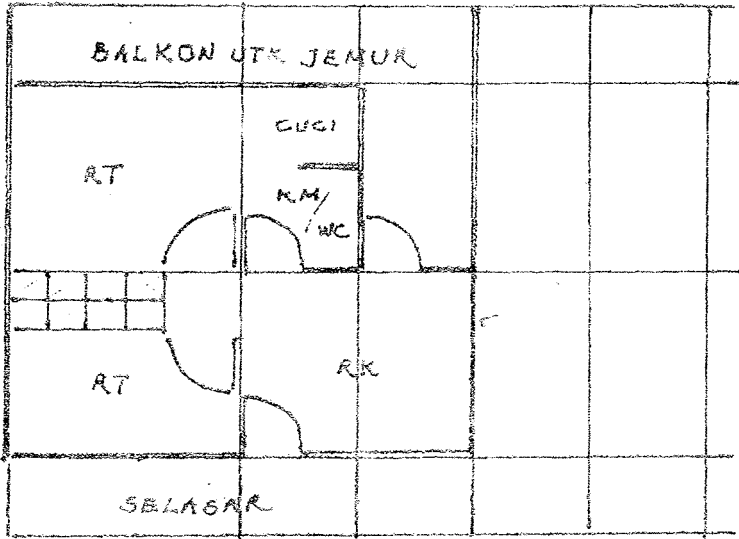 BALKON UTK JEMUR
CUCI
RT
KM/
WC
RT
RK
SELASAR